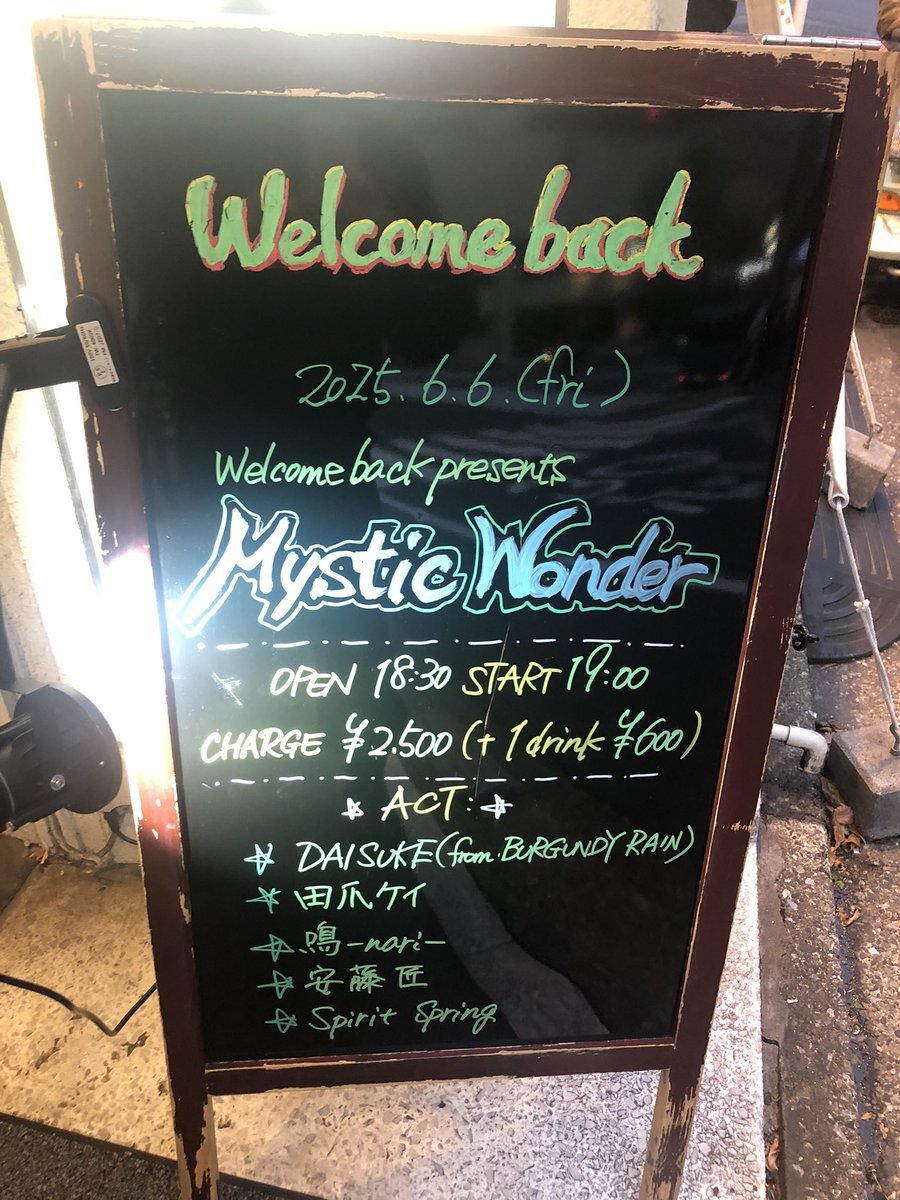 Welcome back
2025.6.6.(fri)
Welcome back presents
Mystic Wonder
OPEN 18:30 START 19:00
CHARGE ¥2.500 (+ 1 drink ¥600)
☆ ACT: ☆
☆ DAISUKE (from BURGUNDY RAIN)
☆ 田爪ケイ
☆ 鳴-nari-
☆ 安藤匠
☆ Spirit Spring